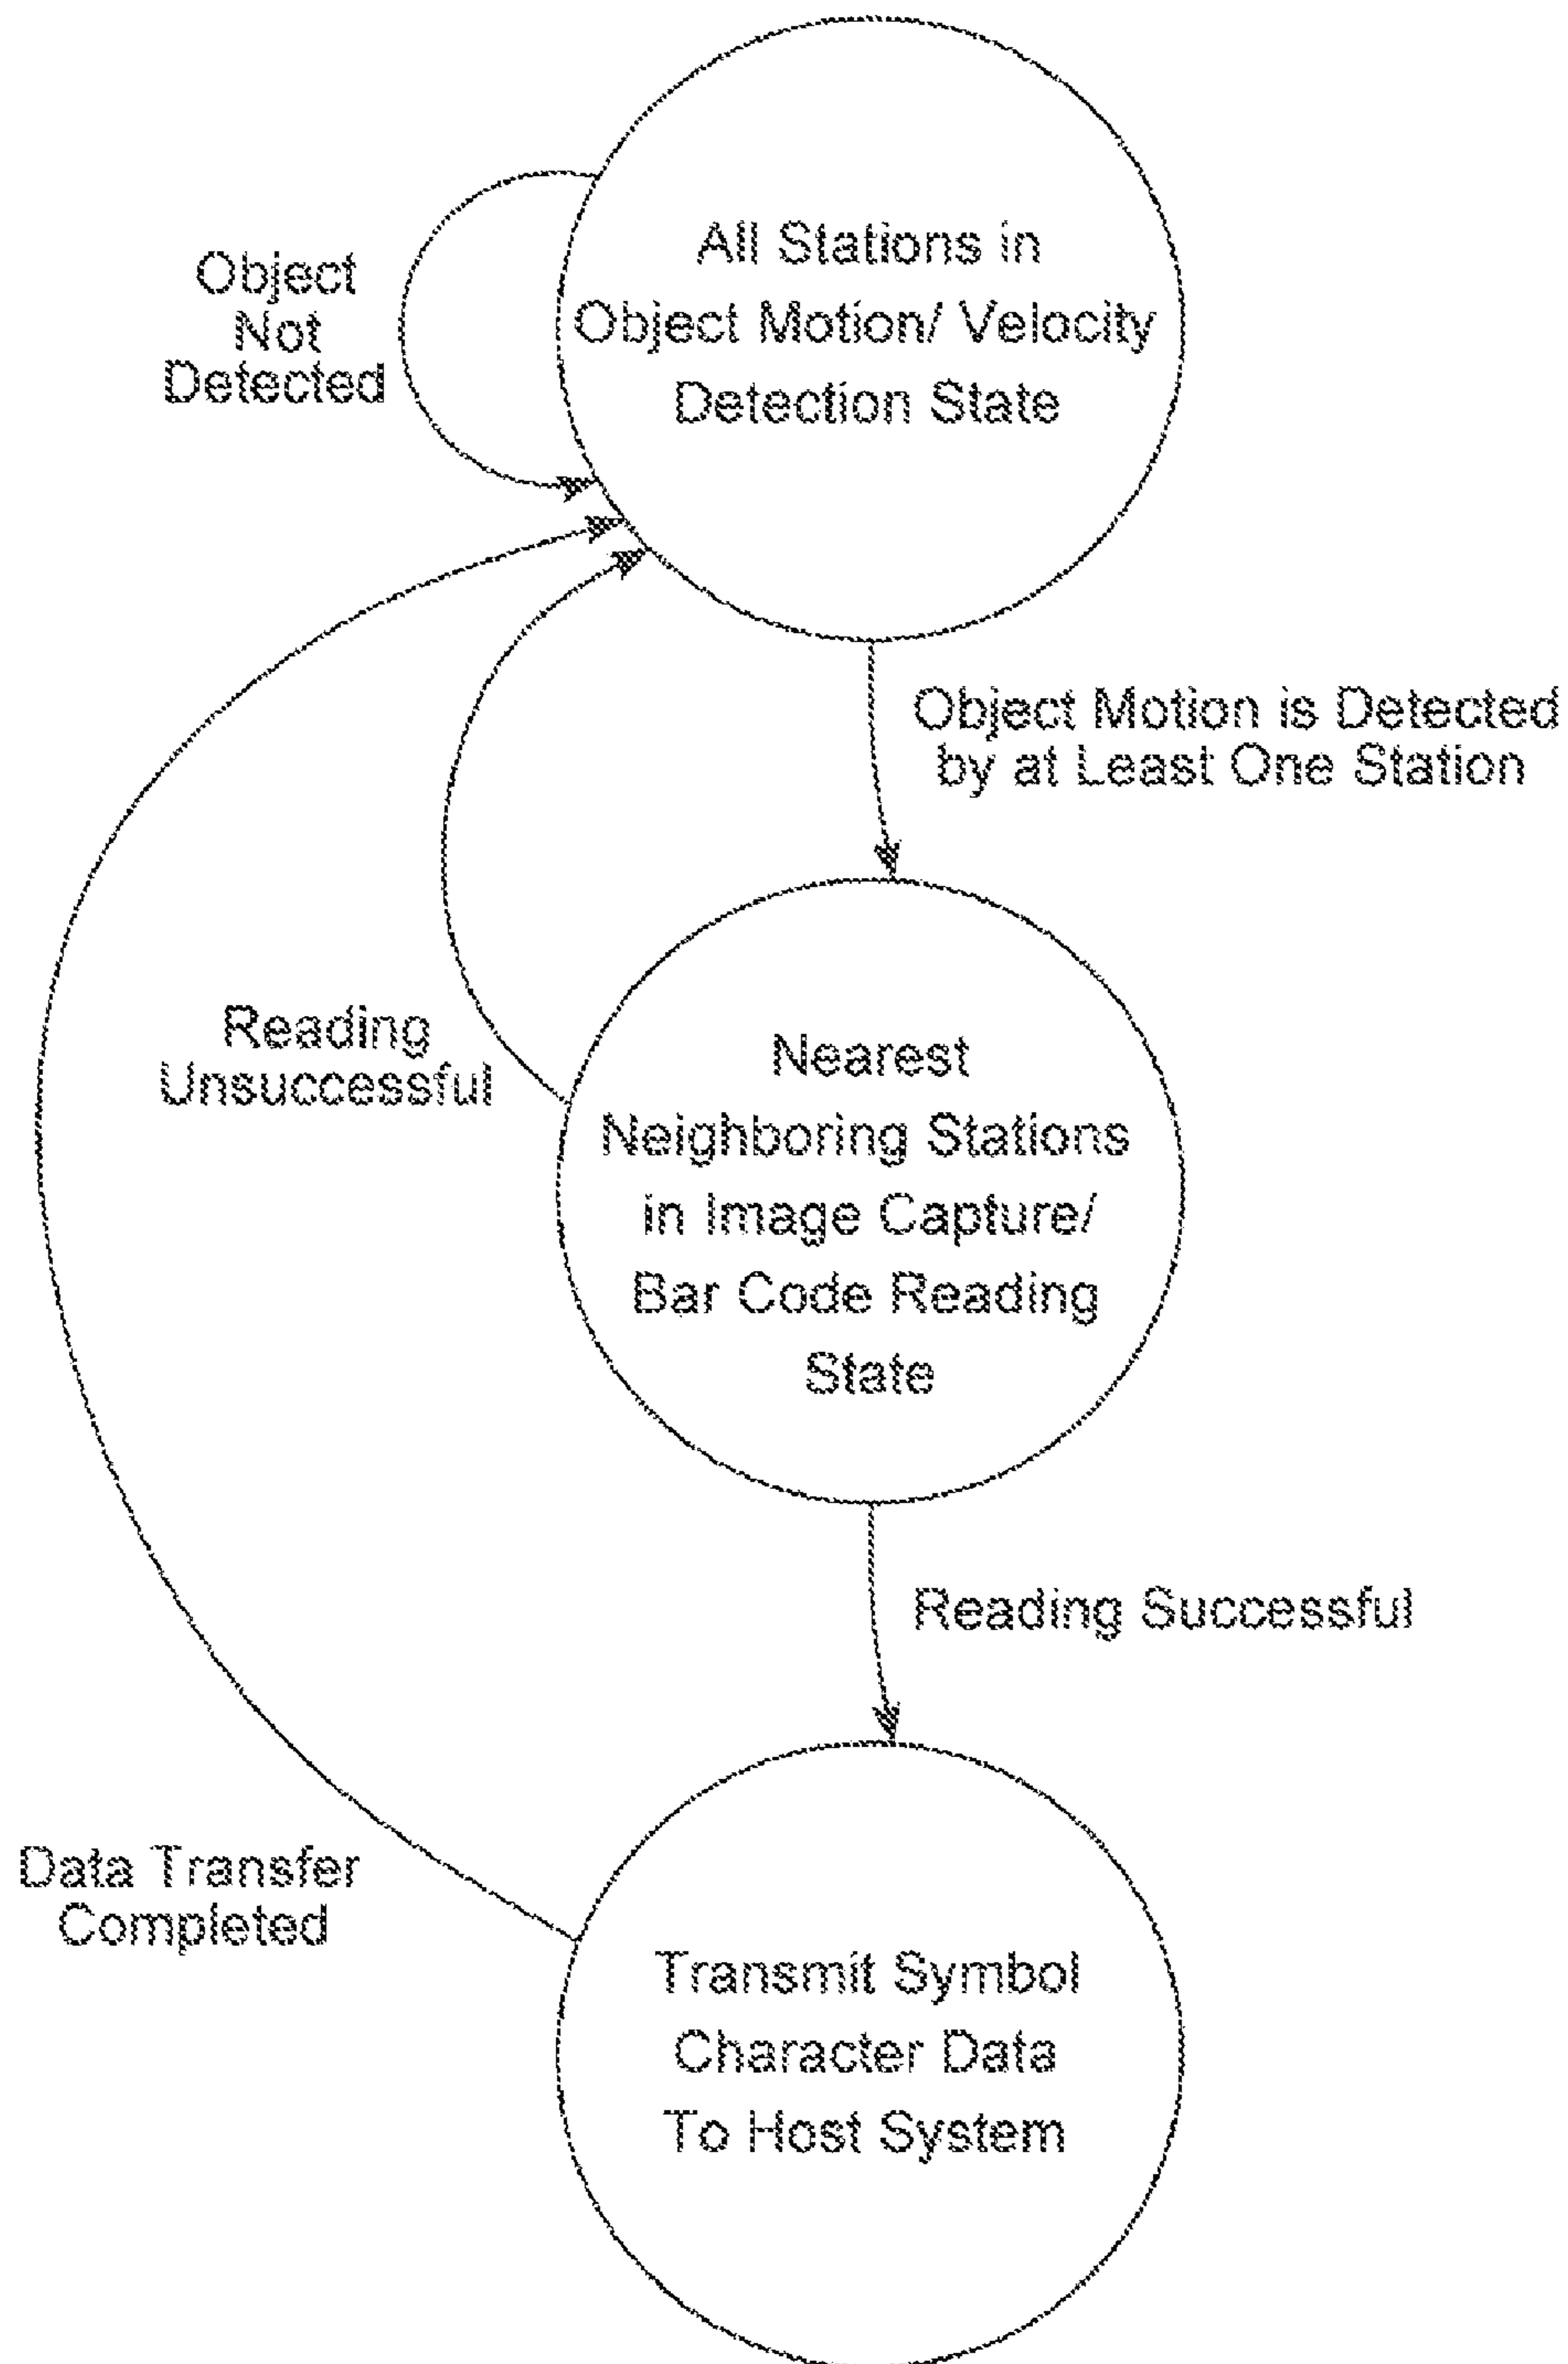 All Stations in
Object Motion/ Velocity
Detection State
Object
Not
Detected
Object Motion is Detected
by at Least One Station
Nearest
Neighboring Stations
in Image Capture/
Bar Code Reading
State
Reading
Unsuccessful
Reading Successful
Data Transfer
Completed
Transmit Symbol
Character Data
To Host System